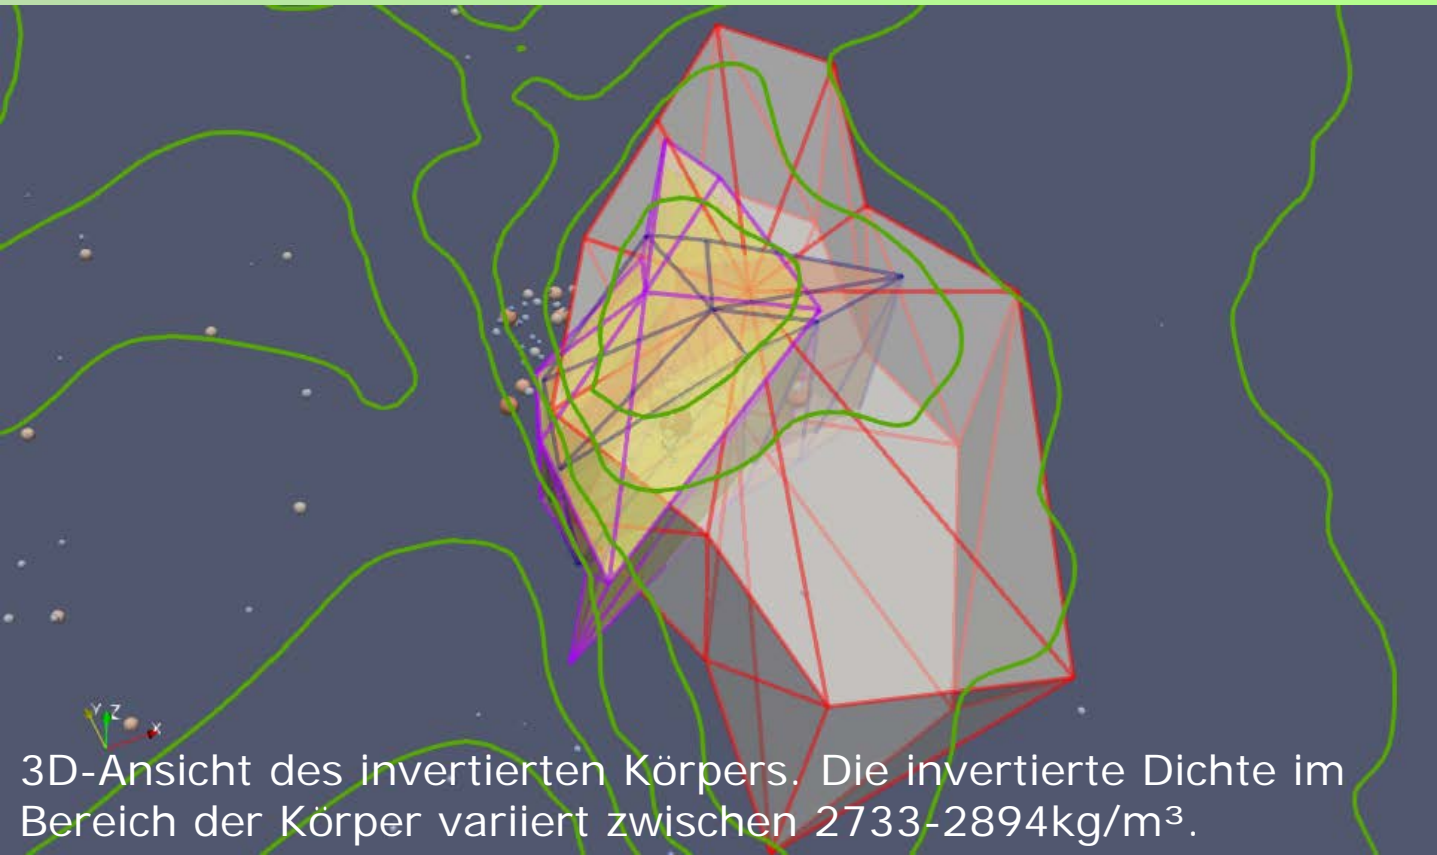 Y Z X
3D-Ansicht des invertierten Körpers. Die invertierte Dichte im
Bereich der Körper variiert zwischen 2733-2894kg/m³.